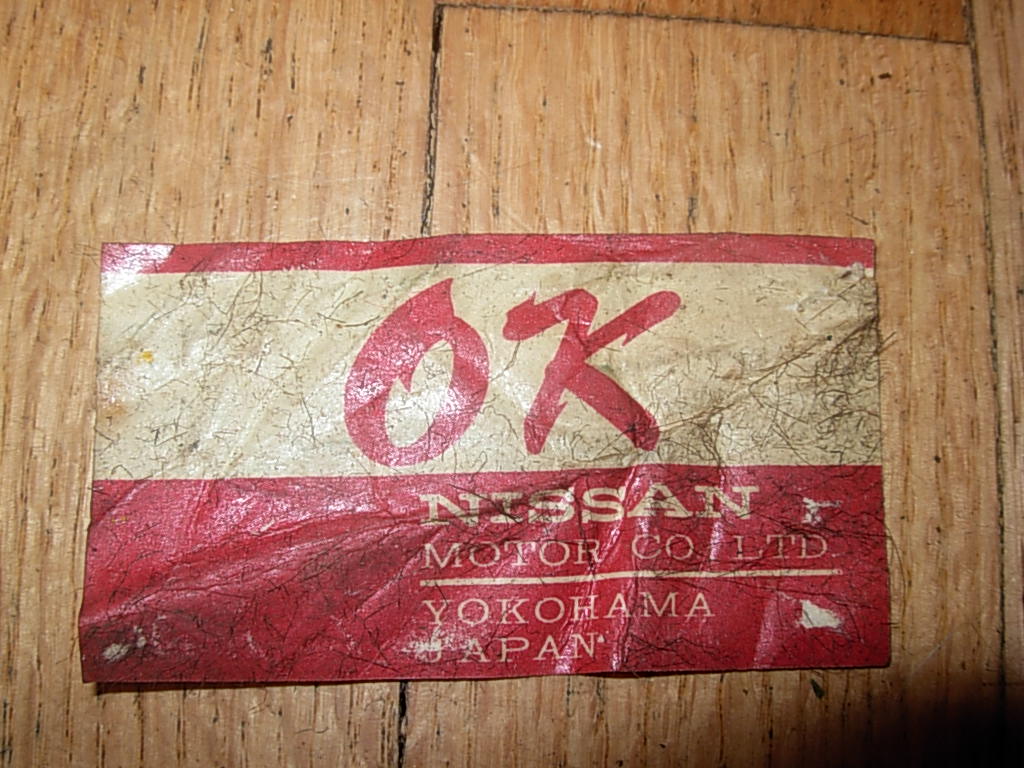 OK
NISSAN
MOTOR CO. LTD.
YOKOHAMA
JAPAN